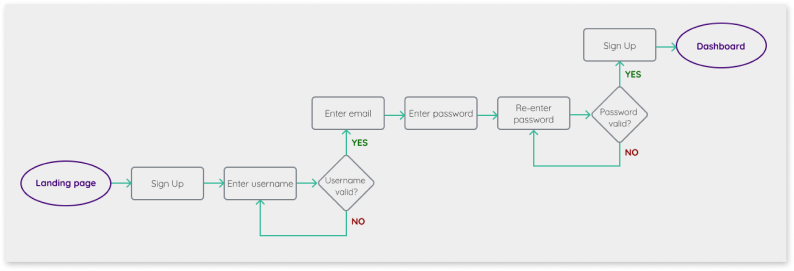 Sign Up
Dashboard
YES
Enter email
Enter password
Re-enter
password
Password
valid?
YES
NO
Landing page
Sign Up
Enter username
Username
valid?
NO